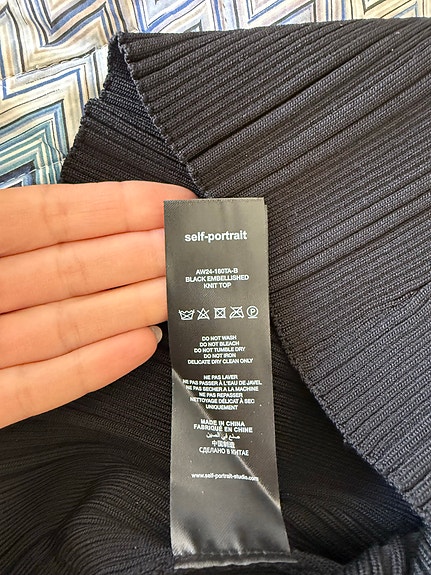 self-portrait
AW24-160TA-B
BLACK EMBELLISHED
KNIT TOP
DO NOT WASH
DO NOT BLEACH
DO NOT TUMBLE DRY
DO NOT IRON
DELICATE DRY CLEAN ONLY
NE PAS LAVER
NE PAS PASSER À L'EAU DE JAVEL
NE PAS SECHER A LA MACHINE
NE PAS REPASSER
NETTOYAGE DÉLICAT À SEC
UNIQUEMENT
MADE IN CHINA
FABRIQUÉ EN CHINE
صنع في الصين
中国制造
СДЕЛАНО В КИТАЕ
www.self-portrait-studio.com